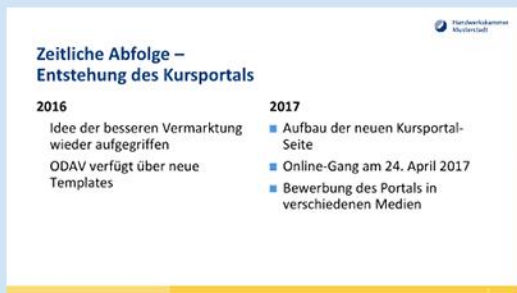 Handwerkskammer
Musterstadt
Zeitliche Abfolge –
Entstehung des Kursportals
2016
Idee der besseren Vermarktung
wieder aufgegriffen
ODAV verfügt über neue
Templates
2017
Aufbau der neuen Kursportal-
Seite
Online-Gang am 24. April 2017
Bewerbung des Portals in
verschiedenen Medien